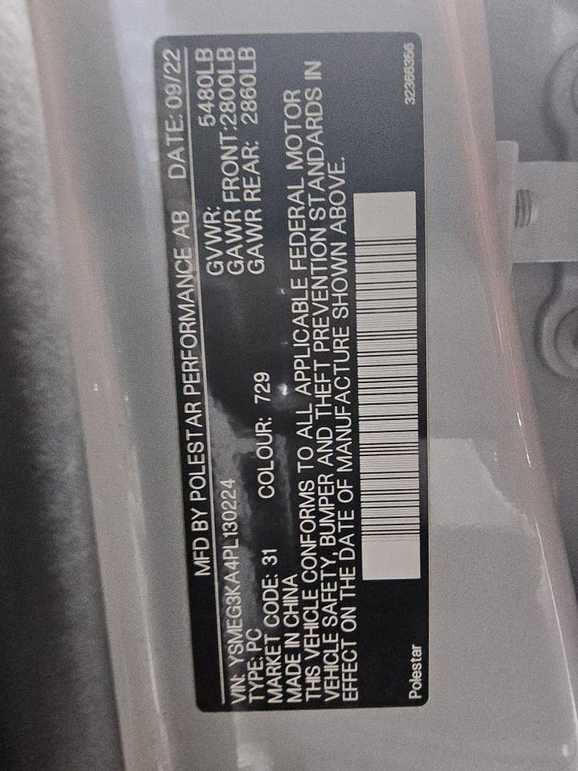 MFD BY POLESTAR PERFORMANCE AB DATE: 09/22
VIN: YSMEG3KA4PL130224 GVWR: 5480LB
TYPE: PC GAWR FRONT:2800LB
MARKET CODE: 31 COLOUR: 729 GAWR REAR: 2860LB
MADE IN CHINA
THIS VEHICLE CONFORMS TO ALL APPLICABLE FEDERAL MOTOR
VEHICLE SAFETY, BUMPER AND THEFT PREVENTION STANDARDS IN
EFFECT ON THE DATE OF MANUFACTURE SHOWN ABOVE.
Polestar 32366356